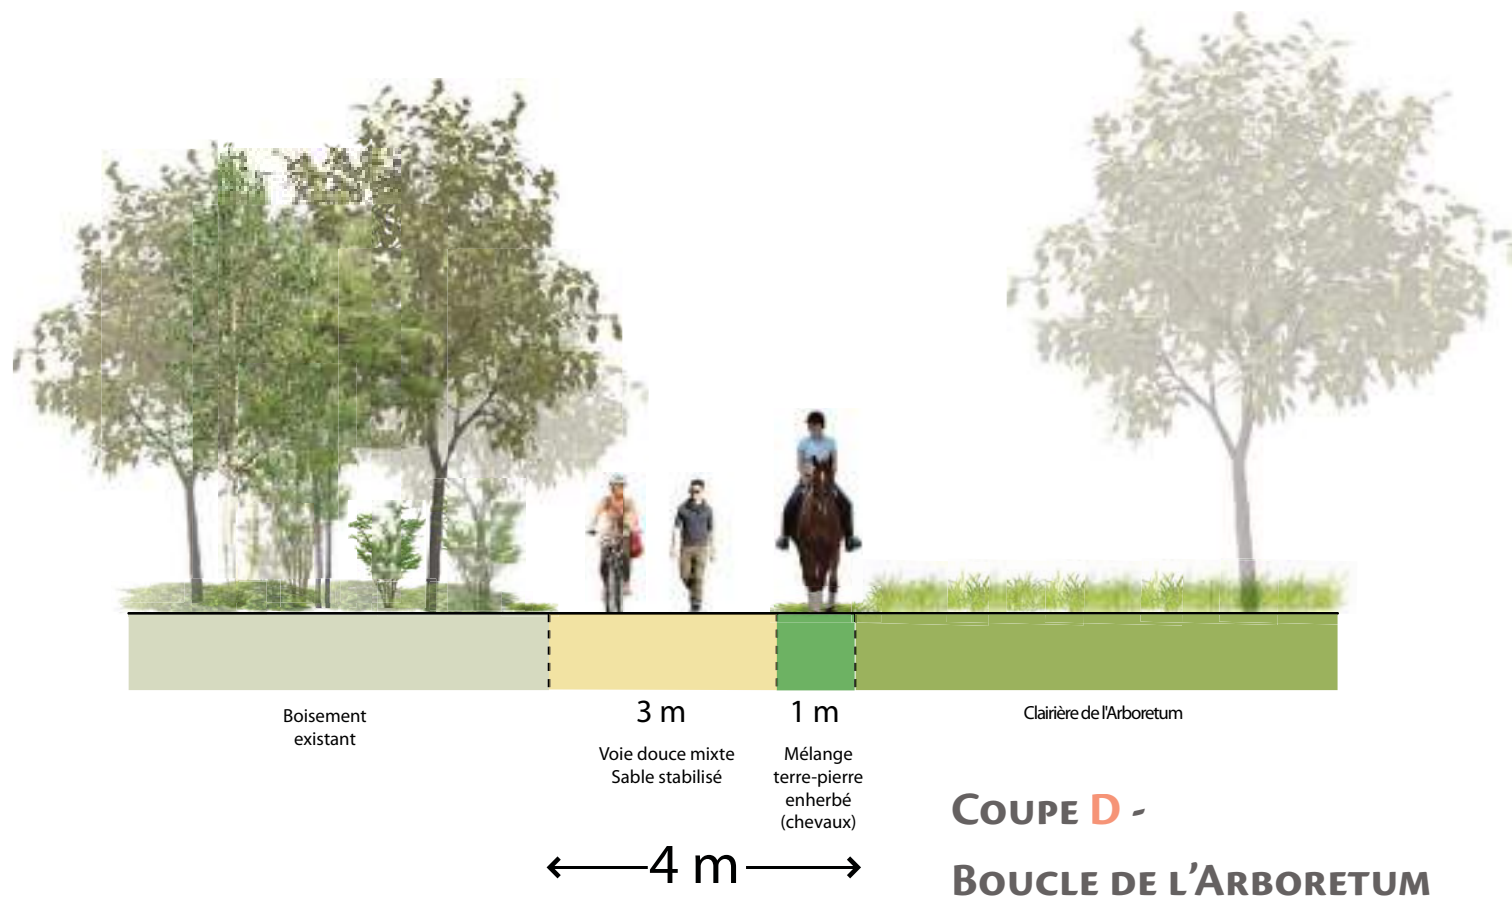 Boisement
existant
3 m
Voie douce mixte
Sable stabilisé
1 m
Mélange
terre-pierre
enherbé
(chevaux)
Clairière de l'Arboretum
4 m
Coupe D -
Boucle de l’Arboretum